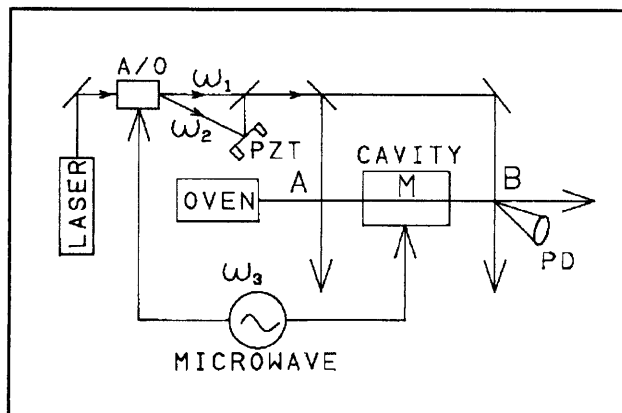 A/O
ω₁
ω₂
PZT
LASER
OVEN
A
CAVITY
M
B
PD
ω₃
MICROWAVE